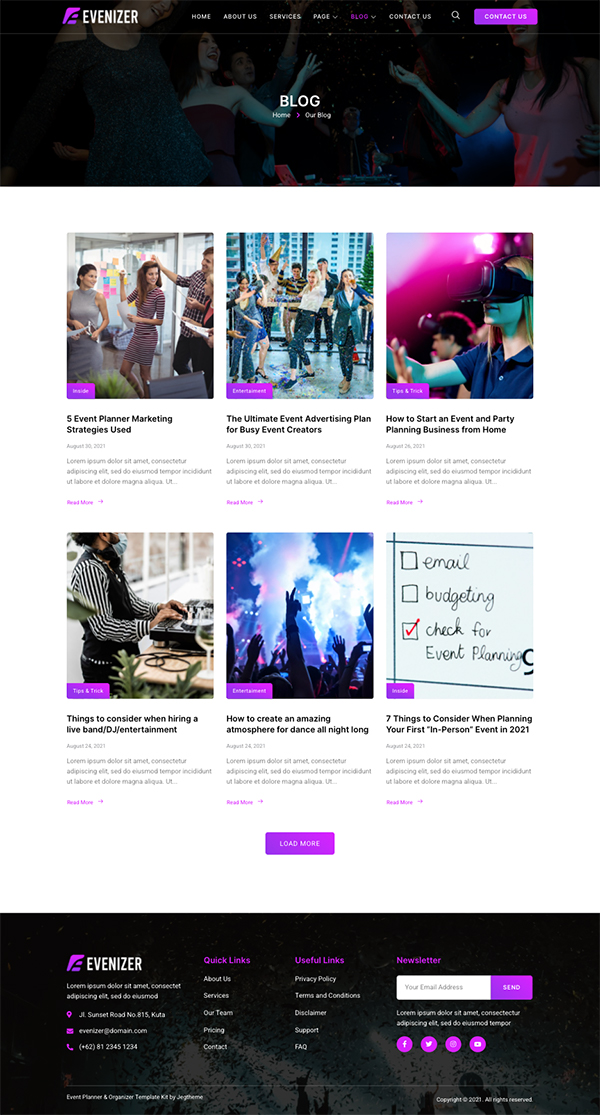 EVENIZER
HOME ABOUT US SERVICES PAGE BLOG CONTACT US CONTACT US
BLOG
Home Our Blog
Inside
Entertaiment
Tips & Trick
5 Event Planner Marketing
Strategies Used
August 30, 2021
Lorem ipsum dolor sit amet, consectetur
adipiscing elit, sed do eiusmod tempor incididunt
ut labore et dolore magna aliqua. Ut...
Read More
The Ultimate Event Advertising Plan
for Busy Event Creators
August 30, 2021
Lorem ipsum dolor sit amet, consectetur
adipiscing elit, sed do eiusmod tempor incididunt
ut labore et dolore magna aliqua. Ut...
Read More
How to Start an Event and Party
Planning Business from Home
August 26, 2021
Lorem ipsum dolor sit amet, consectetur
adipiscing elit, sed do eiusmod tempor incididunt
ut labore et dolore magna aliqua. Ut...
Read More
email
budgeting
check for
Event Planning
Tips & Trick
Entertaiment
Inside
Things to consider when hiring a
live band/DJ/entertainment
August 24, 2021
Lorem ipsum dolor sit amet, consectetur
adipiscing elit, sed do eiusmod tempor incididunt
ut labore et dolore magna aliqua. Ut...
Read More
How to create an amazing
atmosphere for dance all night long
August 24, 2021
Lorem ipsum dolor sit amet, consectetur
adipiscing elit, sed do eiusmod tempor incididunt
ut labore et dolore magna aliqua. Ut...
Read More
7 Things to Consider When Planning
Your First “In-Person” Event in 2021
August 24, 2021
Lorem ipsum dolor sit amet, consectetur
adipiscing elit, sed do eiusmod tempor incididunt
ut labore et dolore magna aliqua. Ut...
Read More
LOAD MORE
EVENIZER
Lorem ipsum dolor sit amet, consectet
adipiscing elit, sed do eiusmod
Jl. Sunset Road No.815, Kuta
evenizer@domain.com
(+62) 81 2345 1234
Quick Links
About Us
Services
Our Team
Pricing
Contact
Useful Links
Privacy Policy
Terms and Conditions
Disclaimer
Support
FAQ
Newsletter
Your Email Address SEND
Lorem ipsum dolor sit amet, consectetur adipiscing
elit, sed do eiusmod tempor
Event Planner & Organizer Template Kit by Jegtheme
Copyright © 2021. All rights reserved.